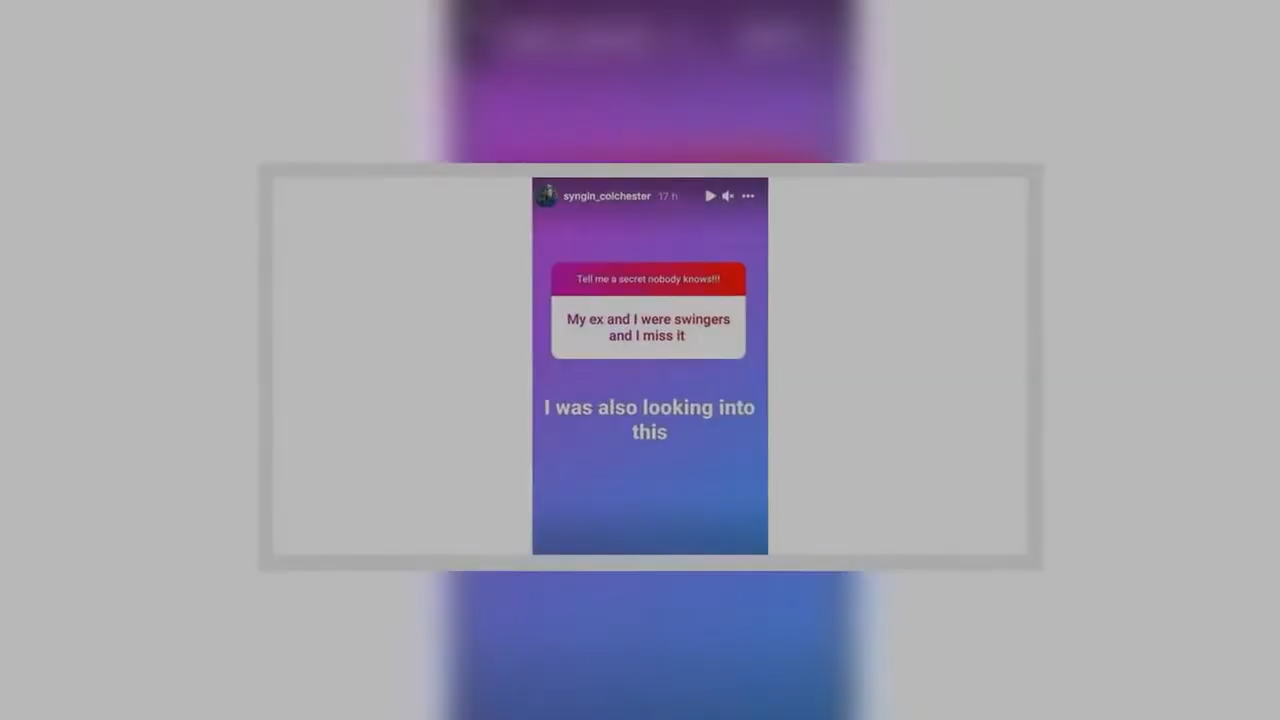 syngin_colchester 17 h
Tell me a secret nobody knows!!!
My ex and I were swingers
and I miss it
I was also looking into
this